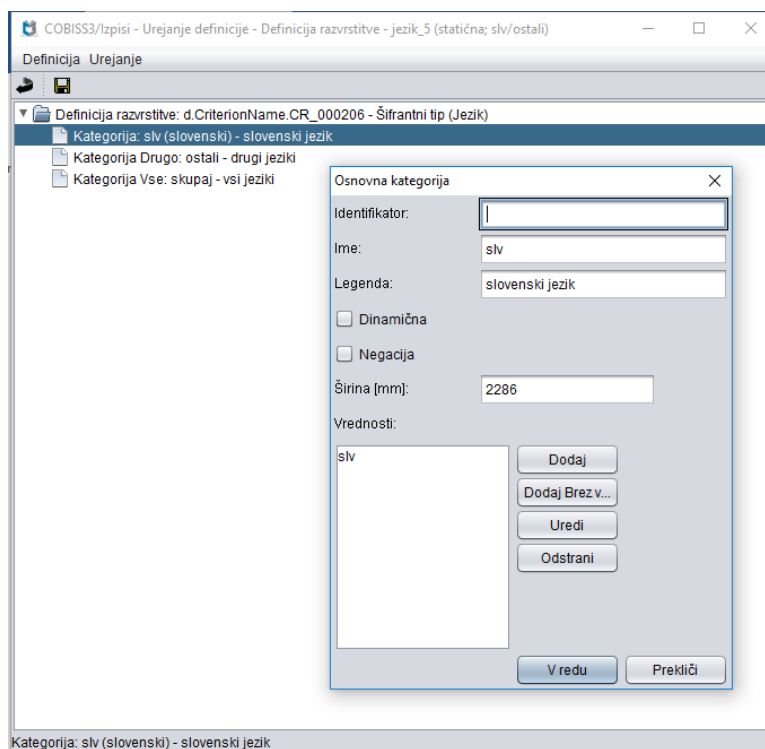 COBISS3/Izpisi - Urejanje definicije - Definicija razvrstitve - jezik_5 (statična; slv/ostali)
Definicija Urejanje
Definicija razvrstitve: d.CriterionName.CR_000206 - Šifrantni tip (Jezik)
Kategorija: slv (slovenski) - slovenski jezik
Kategorija Drugo: ostali - drugi jeziki
Kategorija Vse: skupaj - vsi jeziki
Osnovna kategorija
Identifikator:
Ime: slv
Legenda: slovenski jezik
Dinamična
Negacija
Širina [mm]: 2286
Vrednosti:
slv
Dodaj
Dodaj Brez v...
Uredi
Odstrani
V redu Prekliči
Kategorija: slv (slovenski) - slovenski jezik